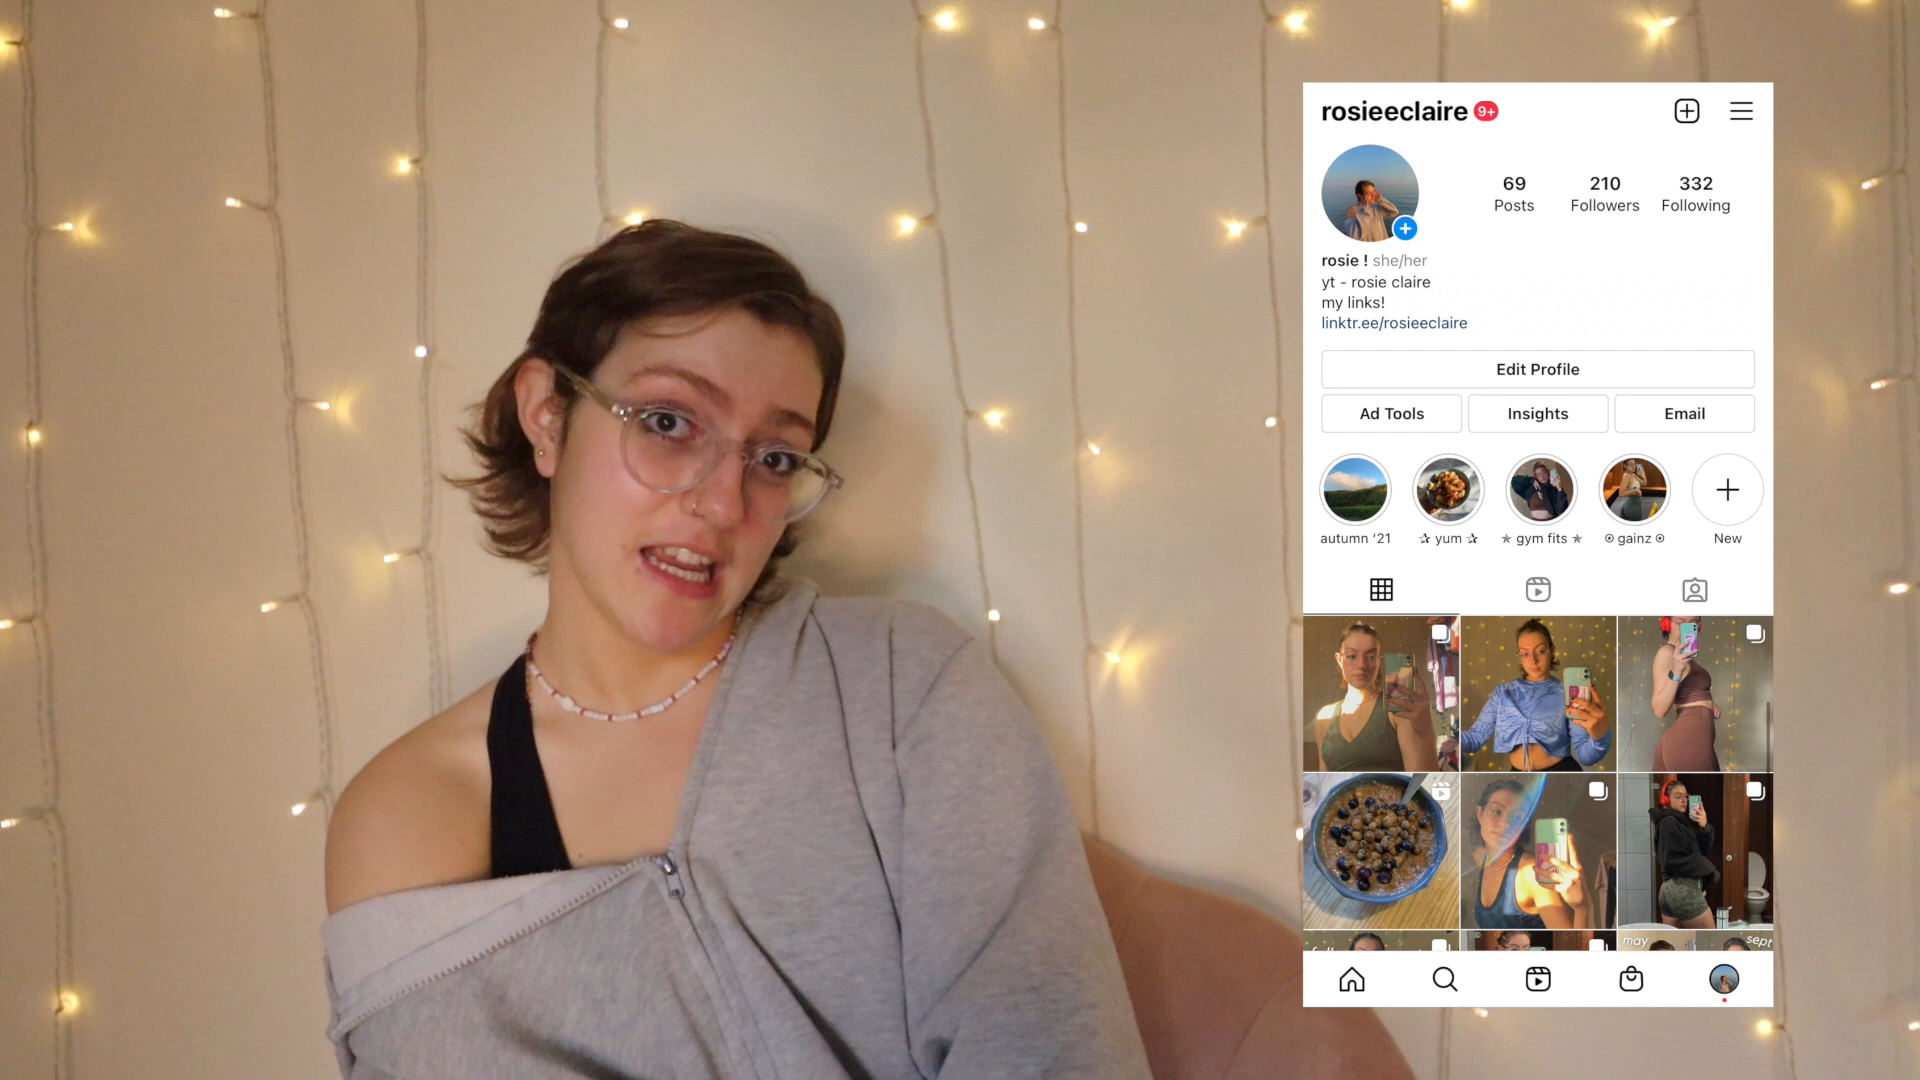 rosieeclaire 9+
69 210 332
Posts Followers Following
rosie ! she/her
yt - rosie claire
my links!
linktr.ee/rosieeclaire
Edit Profile
Ad Tools Insights Email
autumn '21 ✰ yum ✰ ✯ gym fits ✯ ⊙ gainz ⊙ New
may sept